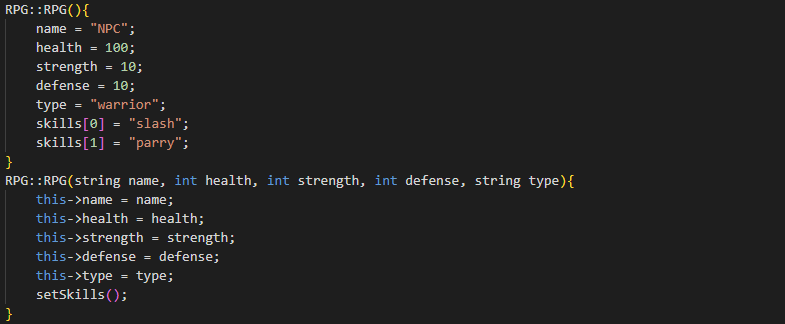 RPG::RPG(){
    name = "NPC";
    health = 100;
    strength = 10;
    defense = 10;
    type = "warrior";
    skills[0] = "slash";
    skills[1] = "parry";
}
RPG::RPG(string name, int health, int strength, int defense, string type){
    this->name = name;
    this->health = health;
    this->strength = strength;
    this->defense = defense;
    this->type = type;
    setSkills();
}